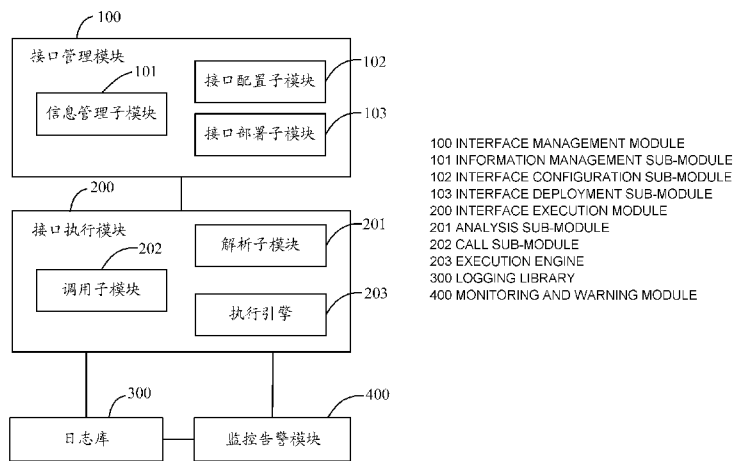 100
接口管理模块
101
信息管理子模块
接口配置子模块
102
接口部署子模块
103
200
接口执行模块
202
调用子模块
解析子模块
201
执行引擎
203
300
日志库
400
监控告警模块
100 INTERFACE MANAGEMENT MODULE
101 INFORMATION MANAGEMENT SUB-MODULE
102 INTERFACE CONFIGURATION SUB-MODULE
103 INTERFACE DEPLOYMENT SUB-MODULE
200 INTERFACE EXECUTION MODULE
201 ANALYSIS SUB-MODULE
202 CALL SUB-MODULE
203 EXECUTION ENGINE
300 LOGGING LIBRARY
400 MONITORING AND WARNING MODULE